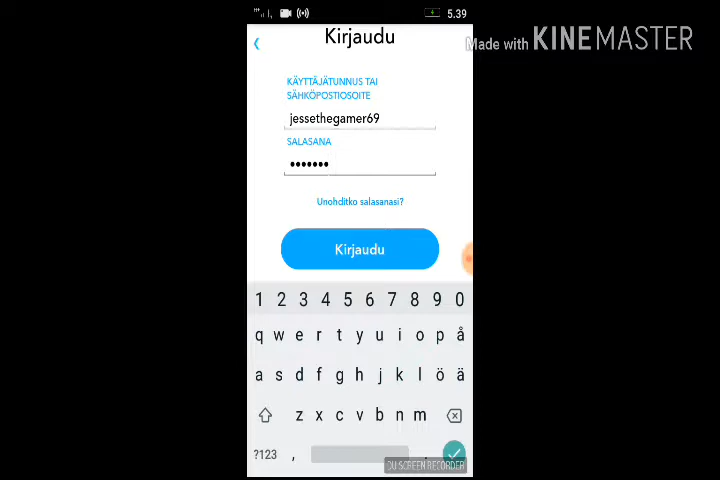 5.39
Kirjaudu
Made with KINEMASTER
KÄYTTÄJÄTUNNUS TAI
SÄHKÖPOSTIOSOITE
jessethegamer69
SALASANA
•••••••
Unohditko salasanasi?
Kirjaudu
1 2 3 4 5 6 7 8 9 0
q w e r t y u i o p å
a s d f g h j k l ö ä
z x c v b n m
?123 , .
DU SCREEN RECORDER